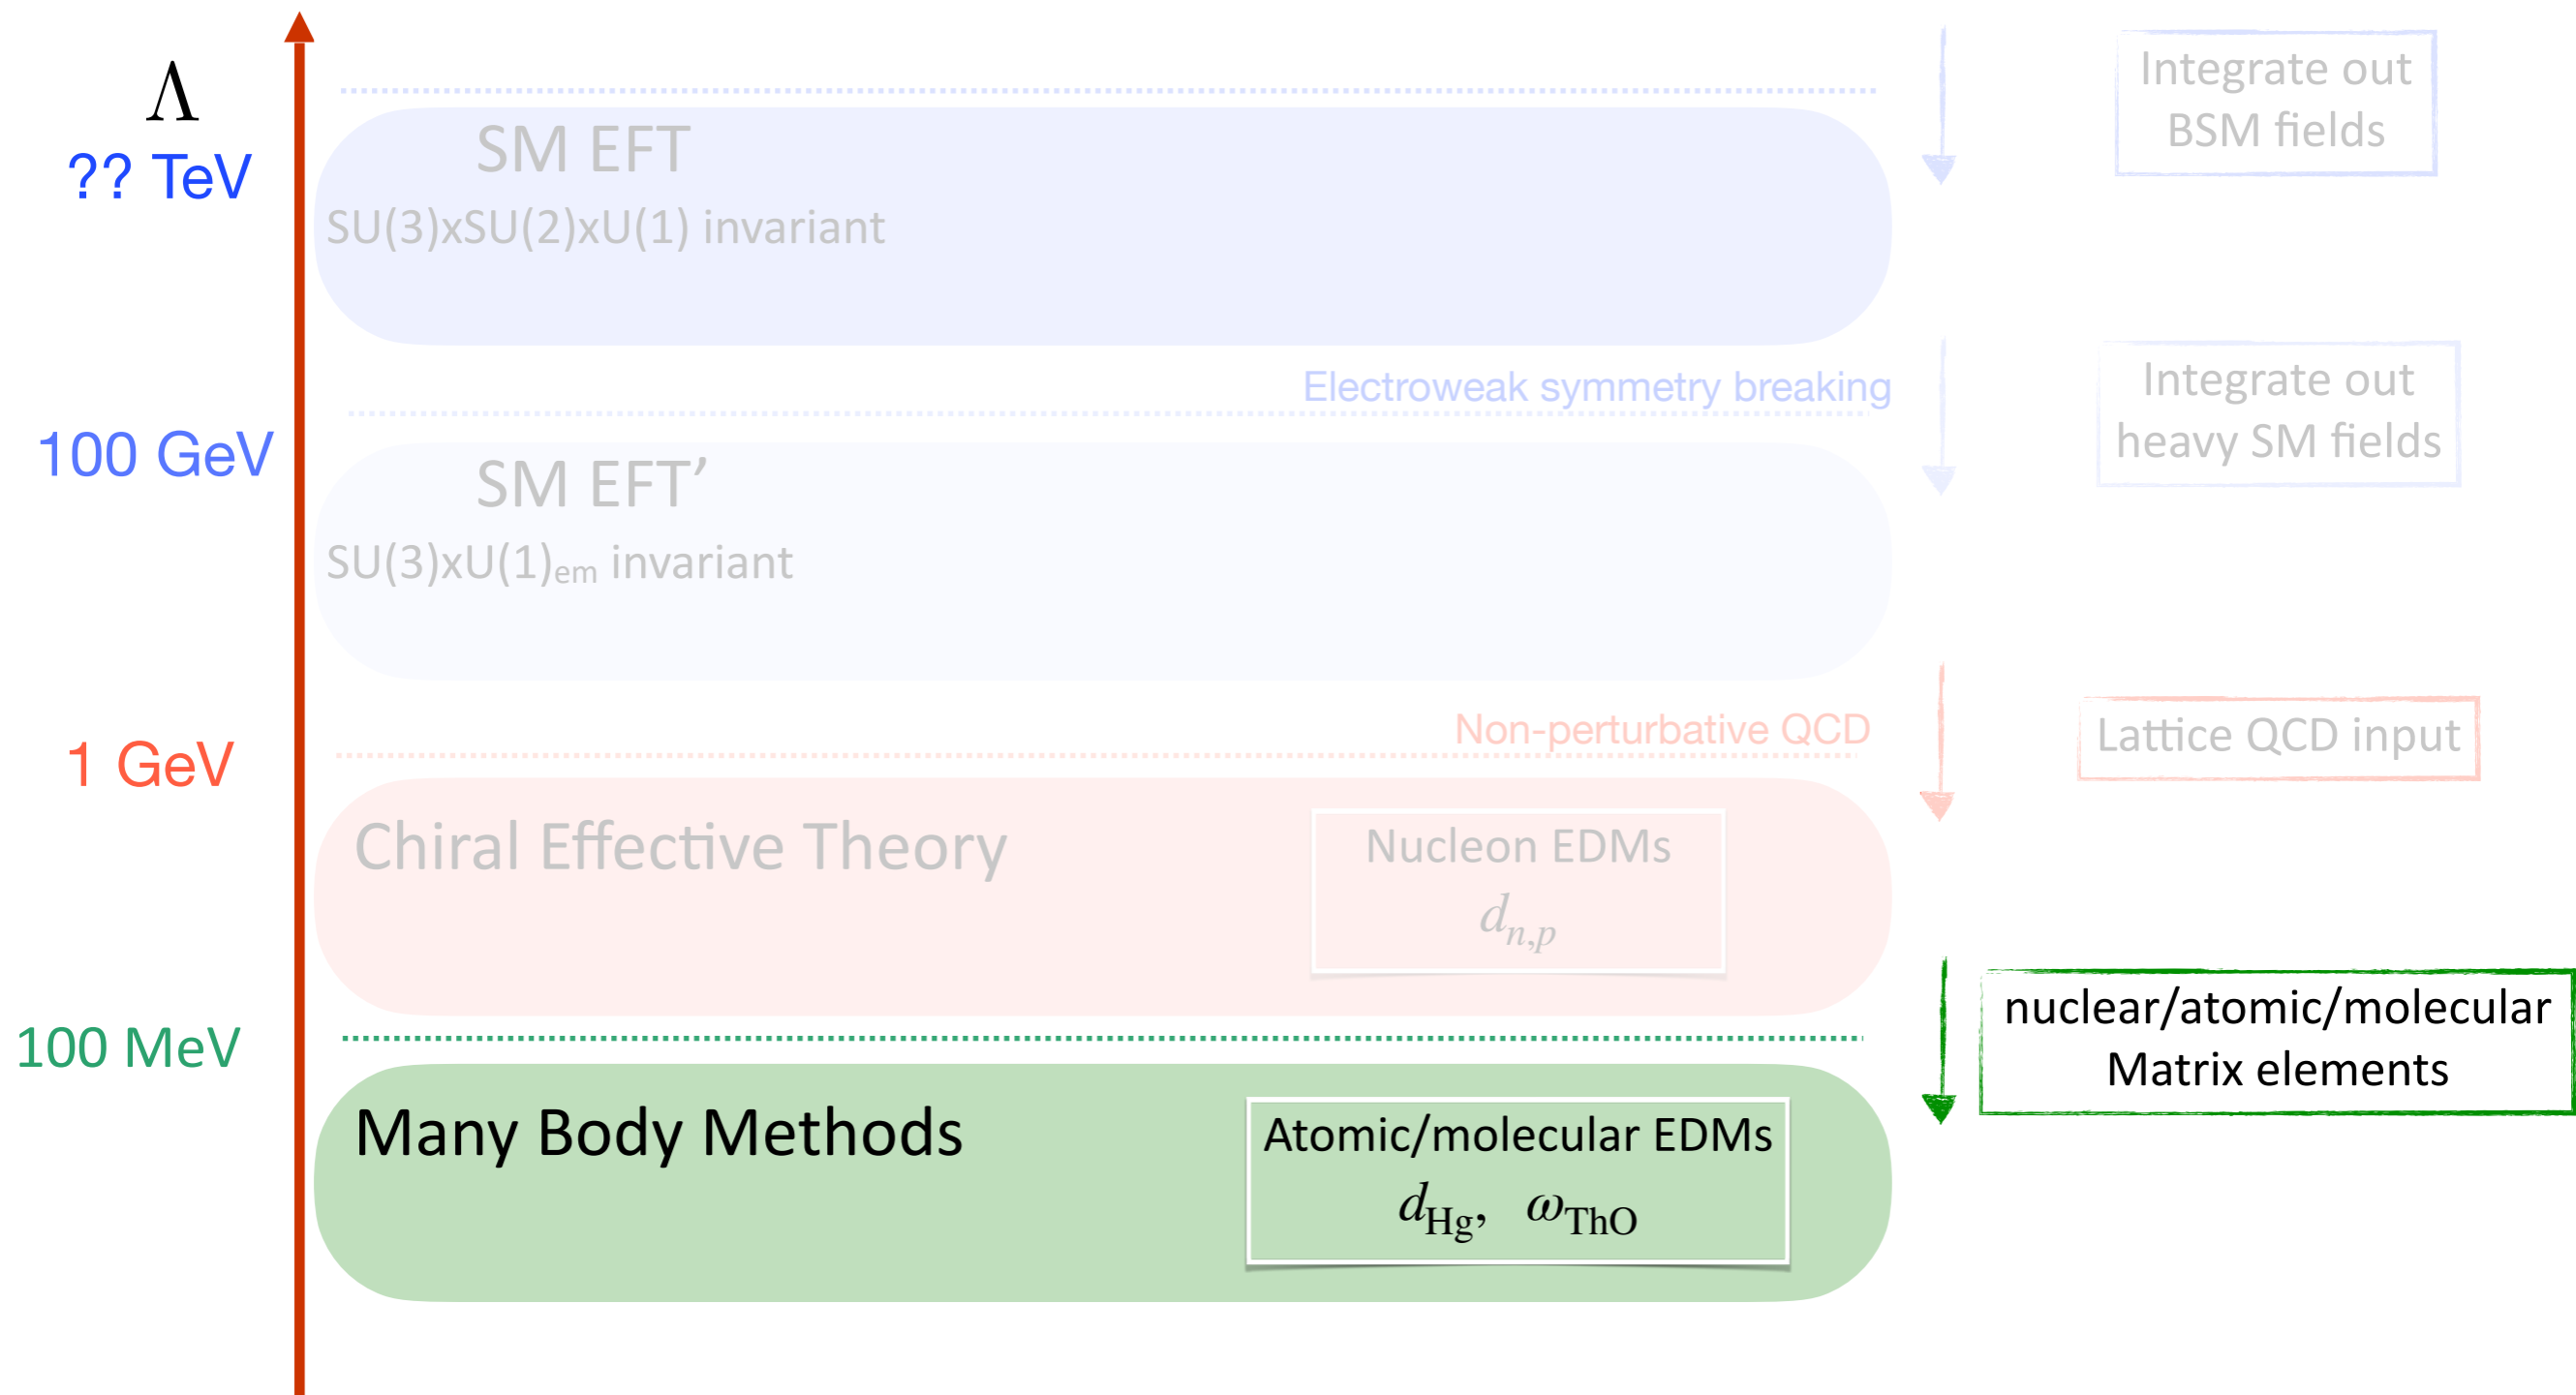 Λ
?? TeV
SM EFT
SU(3)xSU(2)xU(1) invariant
Integrate out
BSM fields
Electroweak symmetry breaking
100 GeV
SM EFT’
SU(3)xU(1)em invariant
Integrate out
heavy SM fields
Non-perturbative QCD
1 GeV
Lattice QCD input
Chiral Effective Theory
Nucleon EDMs
dn,p
100 MeV
nuclear/atomic/molecular
Matrix elements
Many Body Methods
Atomic/molecular EDMs
dHg, ωThO